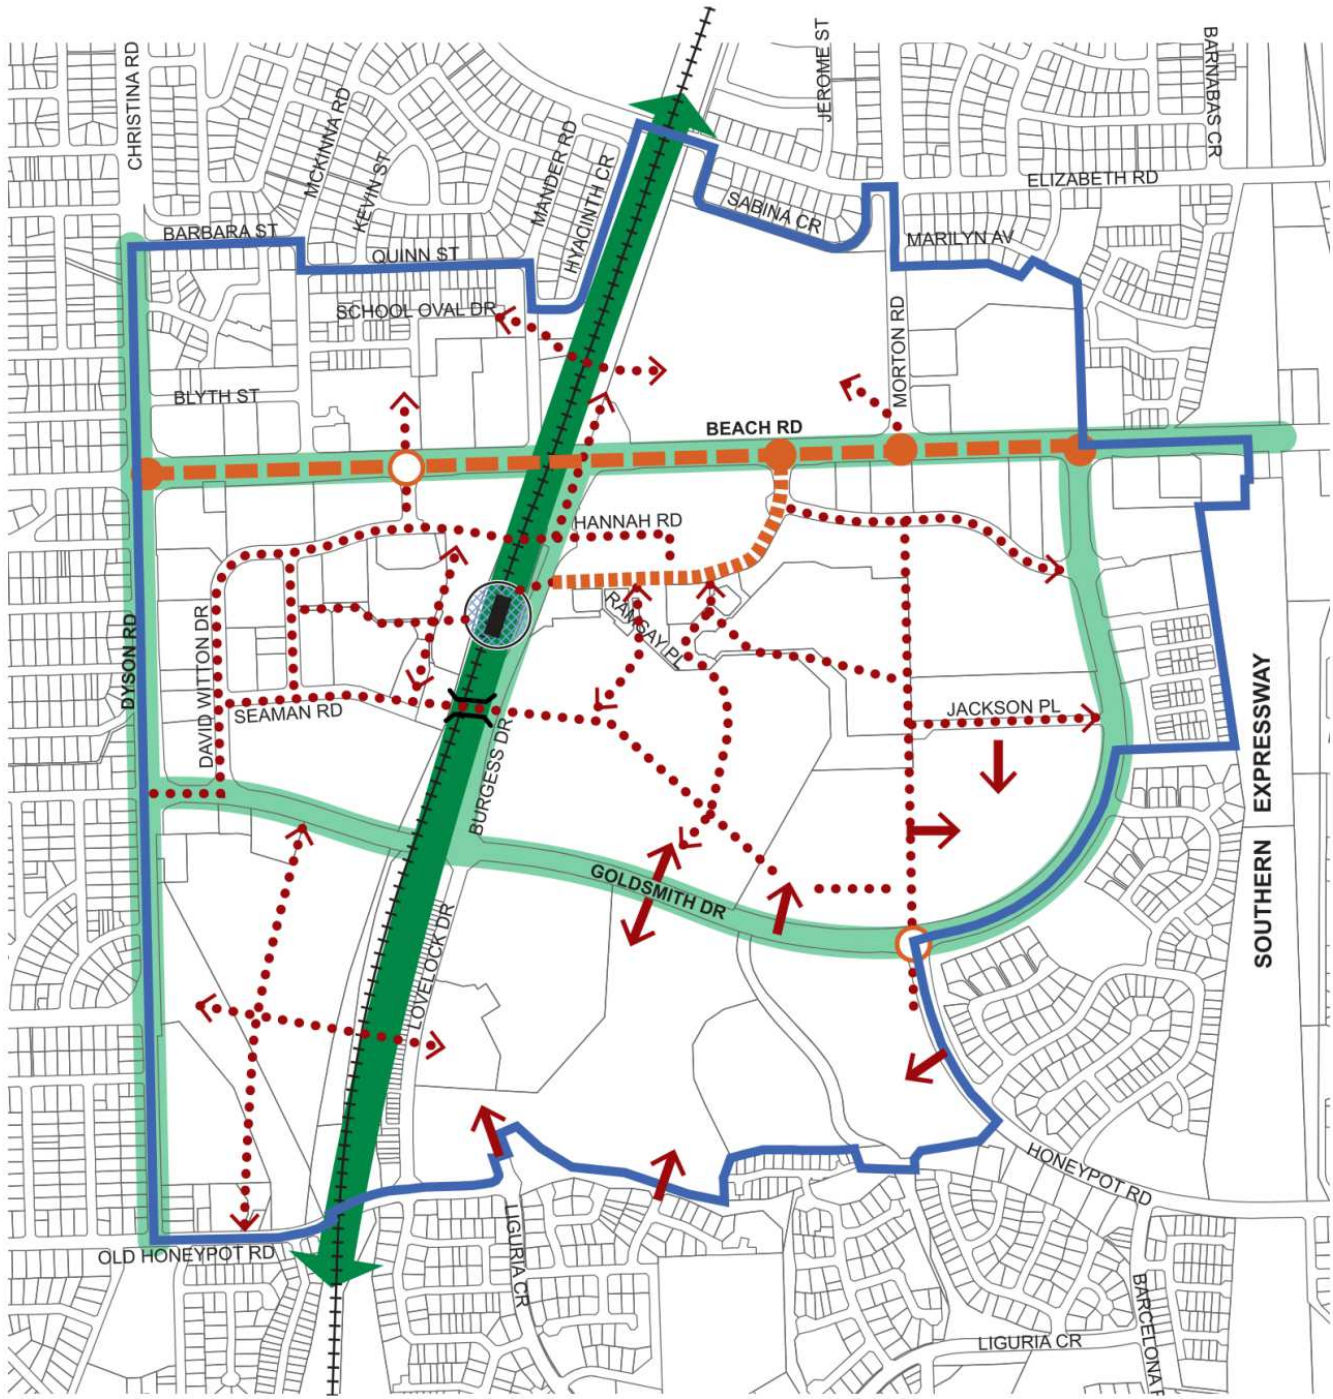 CHRISTINA RD
MCKINNA RD
KEVIN ST
MANDER RD
HYACINTH CR
JEROME ST
BARNABAS CR
ELIZABETH RD
SABINA CR
MARILYN AV
BARBARA ST
QUINN ST
SCHOOL OVAL DR
MORTON RD
BLYTH ST
BEACH RD
HANNAH RD
RAMSAY PL
DYSON RD
DAVID WITTON DR
SEAMAN RD
JACKSON PL
BURGESS DR
SOUTHERN EXPRESSWAY
GOLDSMITH DR
LOVELOCK DR
HONEYPOT RD
OLD HONEYPOT RD
LIGURIA CR
LIGURIA CR
BARCELONA